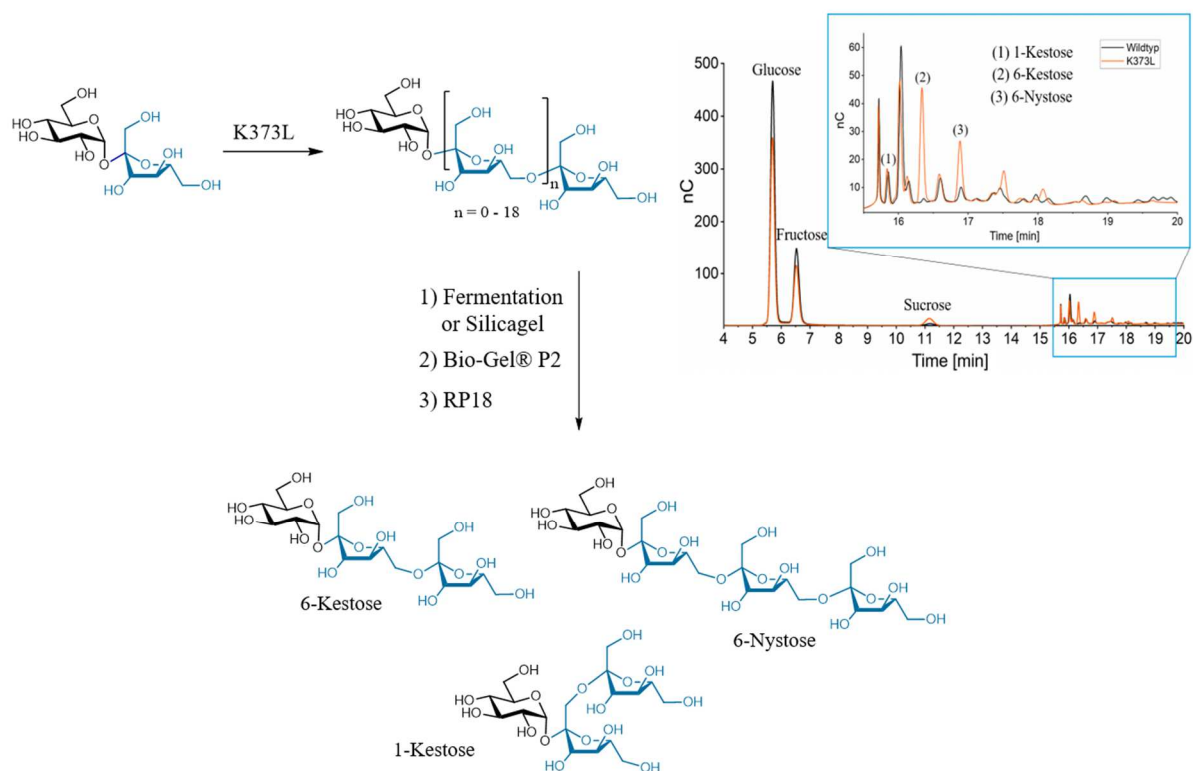 K373L
n = 0 - 18
OH
HO
O
n
1) Fermentation
or Silicagel
2) Bio-Gel® P2
3) RP18
500
400
300
200
100
nC
Glucose
Fructose
Sucrose
4 5 6 7 8 9 10 11 12 13 14 15 16 17 18 19 20
Time [min]
60
50
40
30
20
10
nC
(1) 1-Kestose
(2) 6-Kestose
(3) 6-Nystose
Wildtyp
K373L
(1)
(2)
(3)
16 17 18 19 20
Time [min]
6-Kestose
6-Nystose
1-Kestose